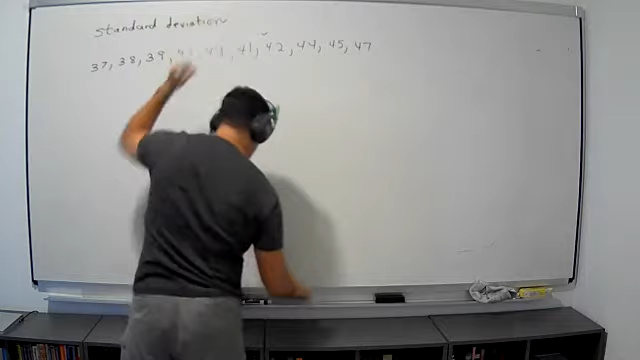 standard deviation
37, 38, 39, 41, 42, 44, 45, 47